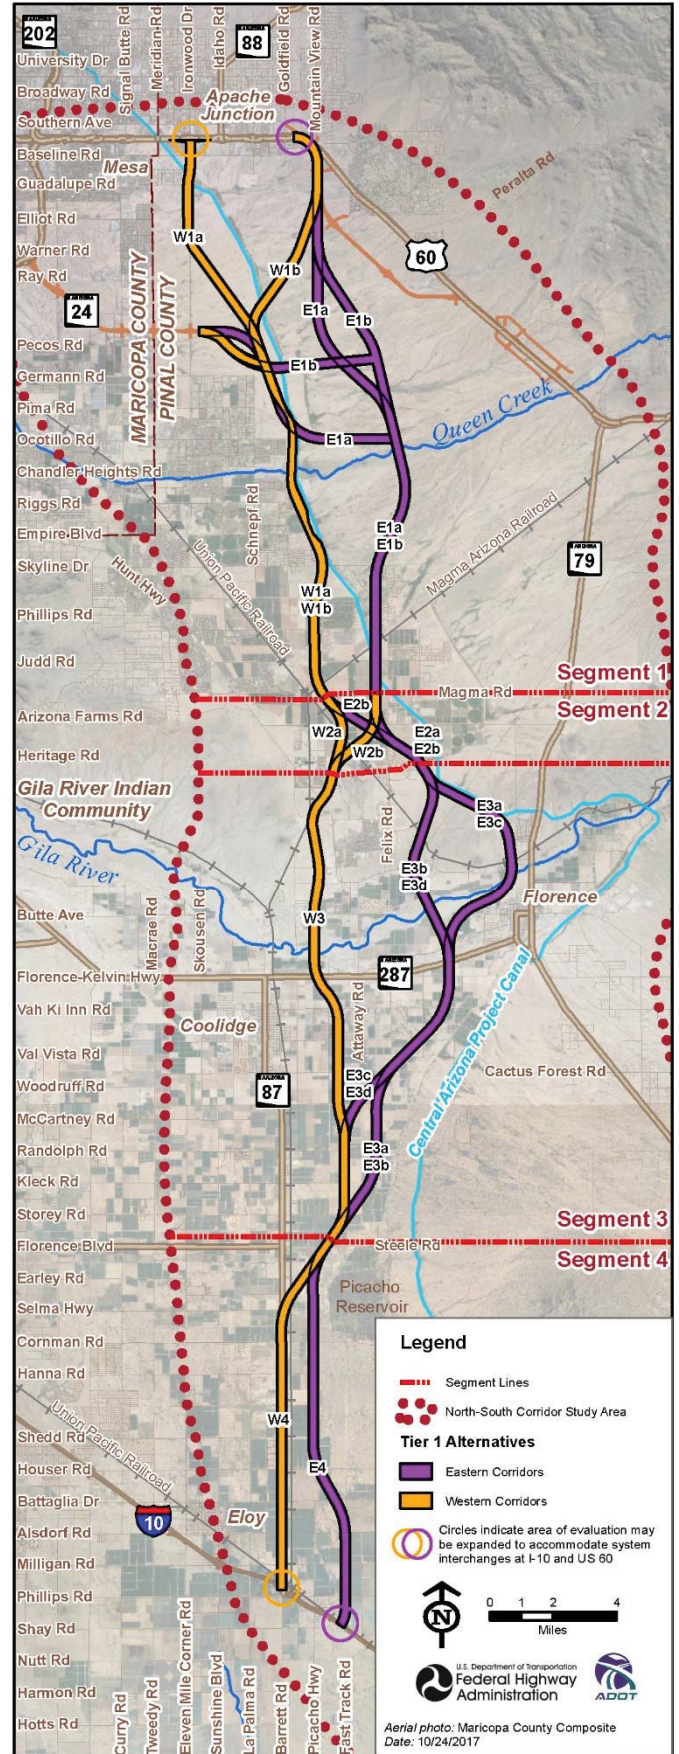 ARIZONA
202
ARIZONA
88
Signal Butte Rd
Meridian Rd
Ironwood Dr
Idaho Rd
Goldfield Rd
Mountain View Rd
University Dr
Broadway Rd
Southern Ave
Baseline Rd
Guadalupe Rd
Elliot Rd
Warner Rd
Ray Rd
Apache
Junction
Mesa
Peralta Rd
60
W1a
W1b
E1a
E1b
ARIZONA
24
MARICOPA COUNTY
PINAL COUNTY
Pecos Rd
Germann Rd
Pima Rd
Ocotillo Rd
Chandler Heights Rd
Riggs Rd
Empire Blvd
Skyline Dr
Phillips Rd
Judd Rd
E1b
E1a
Queen Creek
E1a
E1b
Schnepf Rd
Hunt Hwy
Union Pacific Railroad
Magma Arizona Railroad
ARIZONA
79
W1a
W1b
Segment 1
Magma Rd
Segment 2
Arizona Farms Rd
Heritage Rd
E2b
W2a
W2b
E2a
E2b
Gila River Indian
Community
Gila River
Felix Rd
E3a
E3c
E3b
E3d
Florence
Butte Ave
Macrae Rd
Skousen Rd
W3
Florence-Kelvin Hwy
ARIZONA
287
Vah Ki Inn Rd
Coolidge
Attaway Rd
Central Arizona Project Canal
Val Vista Rd
Woodruff Rd
McCartney Rd
Randolph Rd
Kleck Rd
Storey Rd
Florence Blvd
ARIZONA
87
E3c
E3d
Cactus Forest Rd
E3a
E3b
Segment 3
Steele Rd
Segment 4
Earley Rd
Selma Hwy
Cornman Rd
Hanna Rd
Picacho
Reservoir
W4
Union Pacific Railroad
Shedd Rd
Houser Rd
Battaglia Dr
Alsdorf Rd
Milligan Rd
Phillips Rd
Shay Rd
Nutt Rd
Harmon Rd
Hotts Rd
E4
10
Eloy
Curry Rd
Tweedy Rd
Eleven Mile Corner Rd
Sunshine Blvd
La Palma Rd
Barrett Rd
Picacho Hwy
Fast Track Rd
Legend
Segment Lines
North-South Corridor Study Area
Tier 1 Alternatives
Eastern Corridors
Western Corridors
Circles indicate area of evaluation may
be expanded to accommodate system
interchanges at I-10 and US 60
N
0 1 2 4
Miles
U.S. Department of Transportation
Federal Highway
Administration
ADOT
Aerial photo: Maricopa County Composite
Date: 10/24/2017